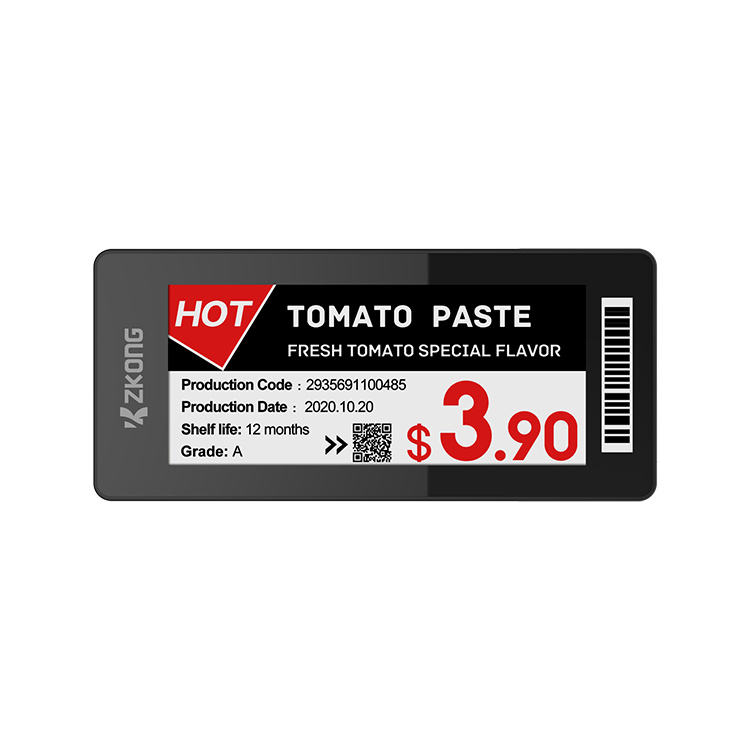 ZKONG
HOT
TOMATO PASTE
FRESH TOMATO SPECIAL FLAVOR
Production Code : 2935691100485
Production Date : 2020.10.20
Shelf life: 12 months
Grade: A
»
$3.90